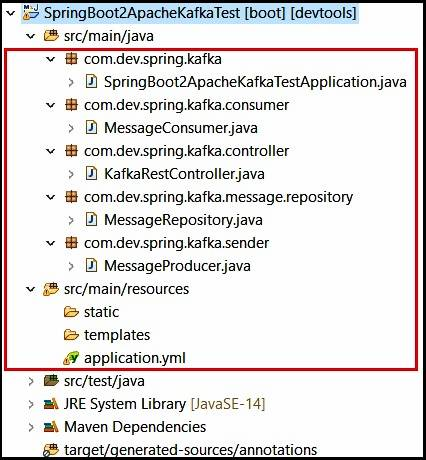 SpringBoot2ApacheKafkaTest [boot] [devtools]
src/main/java
com.dev.spring.kafka
SpringBoot2ApacheKafkaTestApplication.java
com.dev.spring.kafka.consumer
MessageConsumer.java
com.dev.spring.kafka.controller
KafkaRestController.java
com.dev.spring.kafka.message.repository
MessageRepository.java
com.dev.spring.kafka.sender
MessageProducer.java
src/main/resources
static
templates
application.yml
src/test/java
JRE System Library [JavaSE-14]
Maven Dependencies
target/generated-sources/annotations